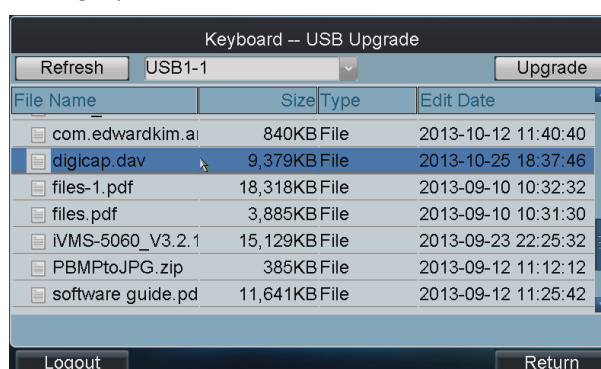 Keyboard -- USB Upgrade
Refresh USB1-1 Upgrade
File Name Size Type Edit Date
com.edwardkim.a 840KB File 2013-10-12 11:40:40
digicap.dav 9,379KB File 2013-10-25 18:37:46
files-1.pdf 18,318KB File 2013-09-10 10:32:32
files.pdf 3,885KB File 2013-09-10 10:31:30
iVMS-5060_V3.2.1 15,129KB File 2013-09-23 22:25:32
PBMPtoJPG.zip 385KB File 2013-09-12 11:12:12
software guide.pd 11,641KB File 2013-09-12 11:25:42
Logout Return